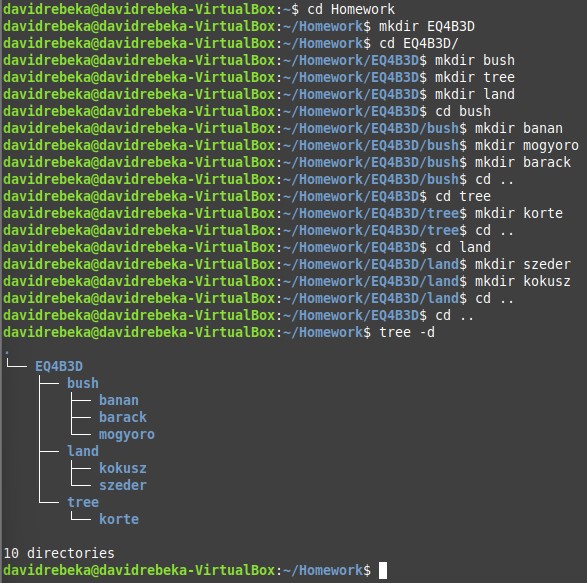 davidrebeka@davidrebeka-VirtualBox:~$ cd Homework
davidrebeka@davidrebeka-VirtualBox:~/Homework$ mkdir EQ4B3D
davidrebeka@davidrebeka-VirtualBox:~/Homework$ cd EQ4B3D/
davidrebeka@davidrebeka-VirtualBox:~/Homework/EQ4B3D$ mkdir bush
davidrebeka@davidrebeka-VirtualBox:~/Homework/EQ4B3D$ mkdir tree
davidrebeka@davidrebeka-VirtualBox:~/Homework/EQ4B3D$ mkdir land
davidrebeka@davidrebeka-VirtualBox:~/Homework/EQ4B3D$ cd bush
davidrebeka@davidrebeka-VirtualBox:~/Homework/EQ4B3D/bush$ mkdir banan
davidrebeka@davidrebeka-VirtualBox:~/Homework/EQ4B3D/bush$ mkdir mogyoro
davidrebeka@davidrebeka-VirtualBox:~/Homework/EQ4B3D/bush$ mkdir barack
davidrebeka@davidrebeka-VirtualBox:~/Homework/EQ4B3D/bush$ cd ..
davidrebeka@davidrebeka-VirtualBox:~/Homework/EQ4B3D$ cd tree
davidrebeka@davidrebeka-VirtualBox:~/Homework/EQ4B3D/tree$ mkdir korte
davidrebeka@davidrebeka-VirtualBox:~/Homework/EQ4B3D/tree$ cd ..
davidrebeka@davidrebeka-VirtualBox:~/Homework/EQ4B3D$ cd land
davidrebeka@davidrebeka-VirtualBox:~/Homework/EQ4B3D/land$ mkdir szeder
davidrebeka@davidrebeka-VirtualBox:~/Homework/EQ4B3D/land$ mkdir kokusz
davidrebeka@davidrebeka-VirtualBox:~/Homework/EQ4B3D/land$ cd ..
davidrebeka@davidrebeka-VirtualBox:~/Homework/EQ4B3D$ cd ..
davidrebeka@davidrebeka-VirtualBox:~/Homework$ tree -d
.
└── EQ4B3D
    ├── bush
    │   ├── banan
    │   ├── barack
    │   └── mogyoro
    ├── land
    │   ├── kokusz
    │   └── szeder
    └── tree
        └── korte
10 directories
davidrebeka@davidrebeka-VirtualBox:~/Homework$